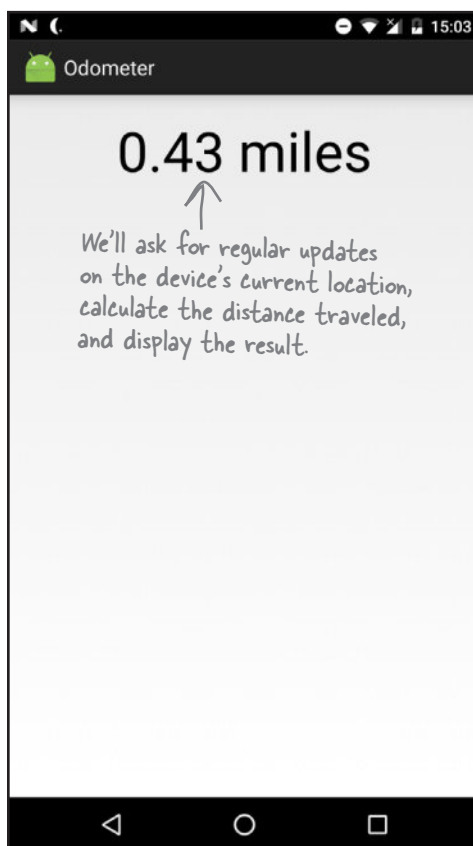 15:03
Odometer
0.43 miles
We'll ask for regular updates
on the device's current location,
calculate the distance traveled,
and display the result.